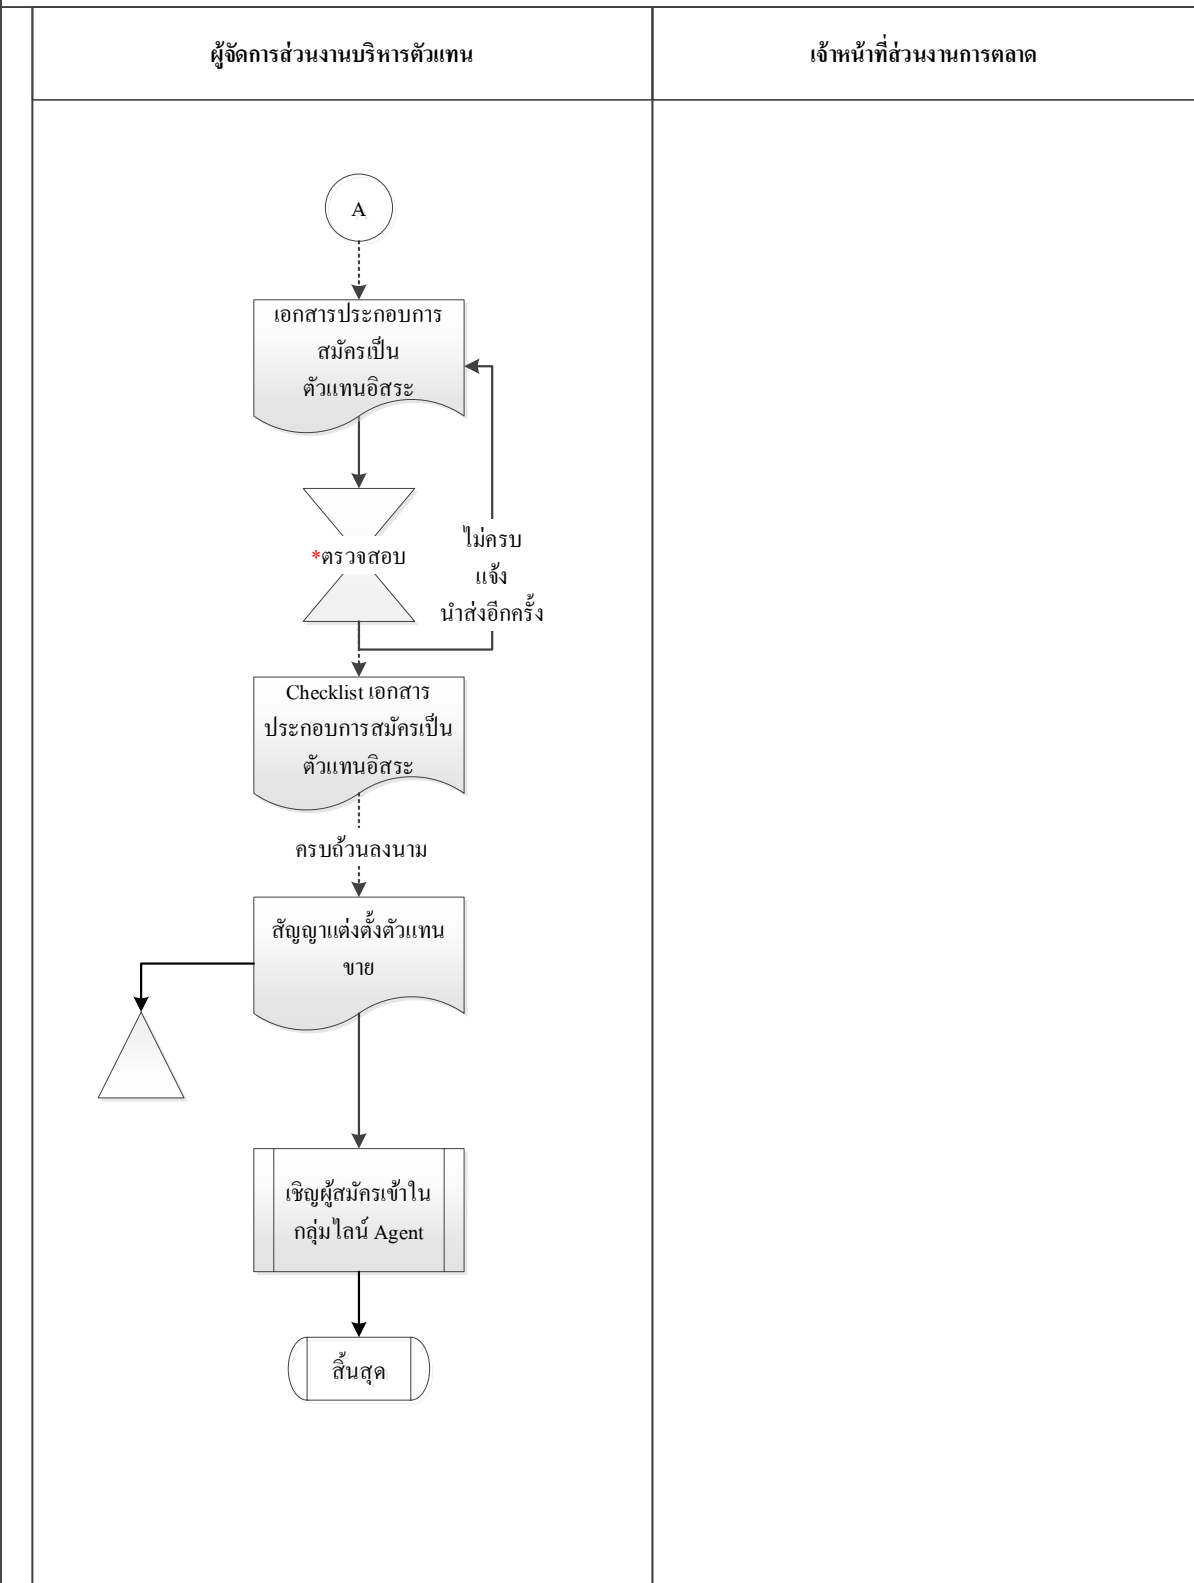 ผู้จัดการส่วนงานบริหารตัวแทน
เจ้าหน้าที่ส่วนงานการตลาด
A
เอกสารประกอบการ
สมัครเป็น
ตัวแทนอิสระ
*ตรวจสอบ
ไม่ครบ
แจ้ง
นำส่งอีกครั้ง
Checklist เอกสาร
ประกอบการสมัครเป็น
ตัวแทนอิสระ
ครบถ้วนลงนาม
สัญญาแต่งตั้งตัวแทน
ขาย
เชิญผู้สมัครเข้าใน
กลุ่มไลน์ Agent
สิ้นสุด